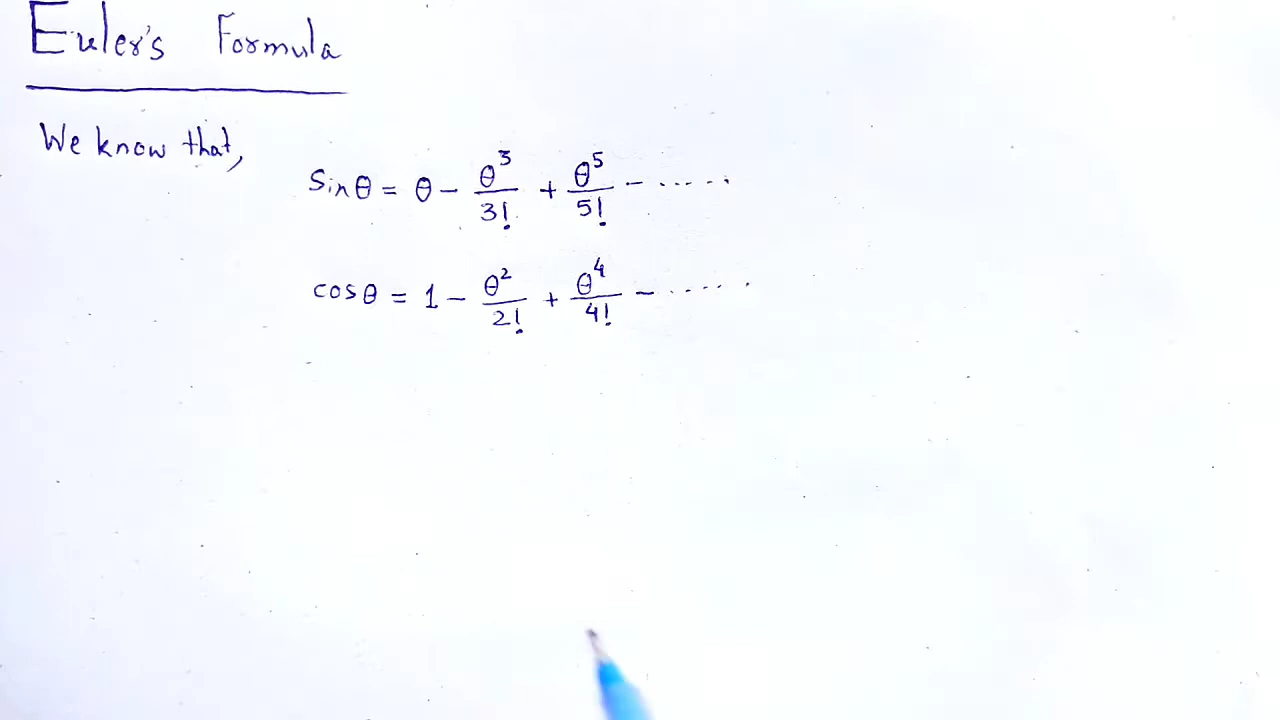 Euler's Formula
We know that,
Sinθ = θ - θ³/3! + θ⁵/5! - ......
cosθ = 1 - θ²/2! + θ⁴/4! - ......